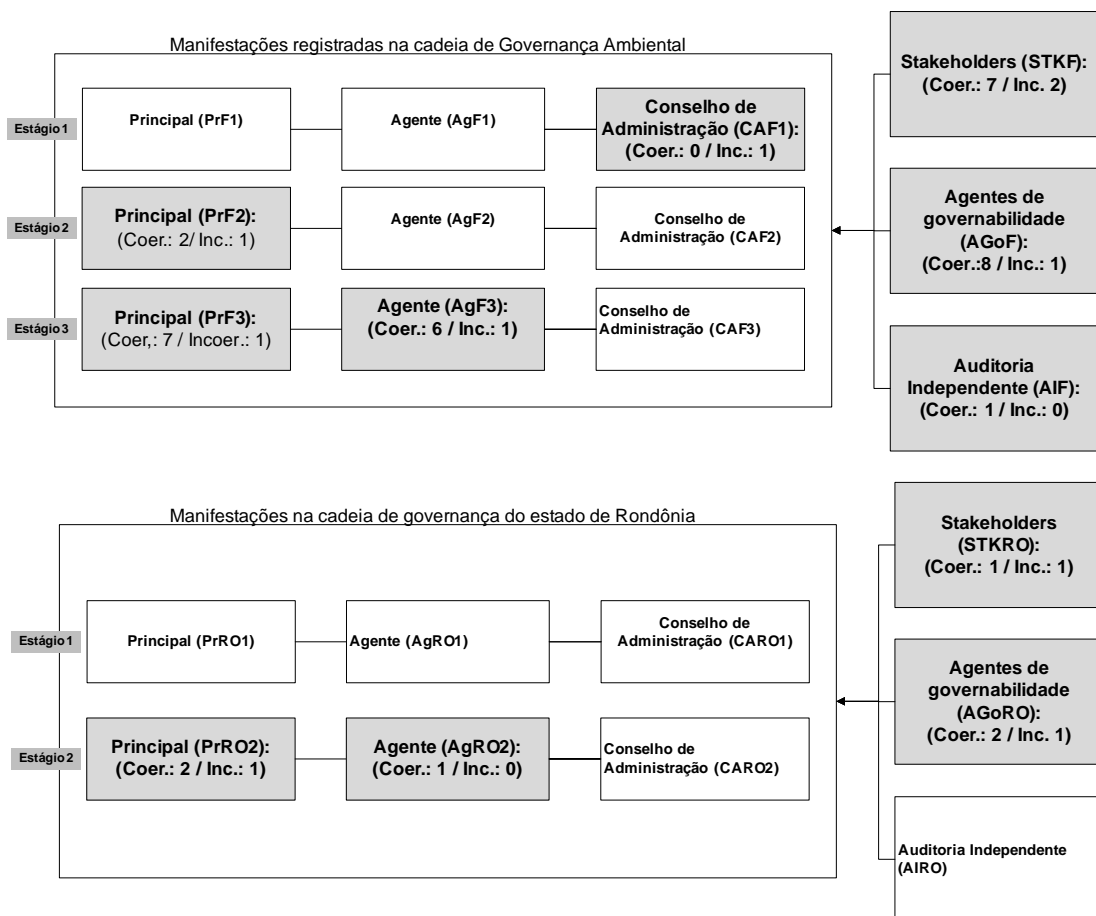 Manifestações registradas na cadeia de Governança Ambiental
Estágio 1
Principal (PrF1)
Agente (AgF1)
Conselho de
Administração (CAF1):
(Coer.: 0 / Inc.: 1)
Estágio 2
Principal (PrF2):
(Coer.: 2/ Inc.: 1)
Agente (AgF2)
Conselho de
Administração (CAF2)
Estágio 3
Principal (PrF3):
(Coer,: 7 / Incoer.: 1)
Agente (AgF3):
(Coer.: 6 / Inc.: 1)
Conselho de
Administração (CAF3)
Stakeholders (STKF):
(Coer.: 7 / Inc. 2)
Agentes de
governabilidade
(AGoF):
(Coer.:8 / Inc.: 1)
Auditoria
Independente (AIF):
(Coer.: 1 / Inc.: 0)
Manifestações na cadeia de governança do estado de Rondônia
Estágio 1
Principal (PrRO1)
Agente (AgRO1)
Conselho de
Administração (CARO1)
Estágio 2
Principal (PrRO2):
(Coer.: 2 / Inc.: 1)
Agente (AgRO2):
(Coer.: 1 / Inc.: 0)
Conselho de
Administração (CARO2)
Stakeholders
(STKRO):
(Coer.: 1 / Inc.: 1)
Agentes de
governabilidade
(AGoRO):
(Coer.: 2 / Inc. 1)
Auditoria Independente
(AIRO)